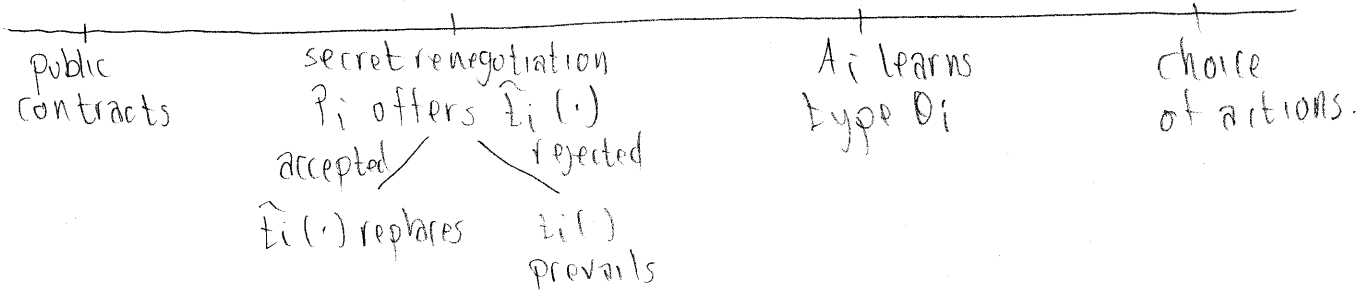 public
contracts
secret renegotiation
Pi offers t̂i(·)
accepted
rejected
t̂i(·) replaces
ti(·)
prevails
Ai learns
type θi
choice
of actions.